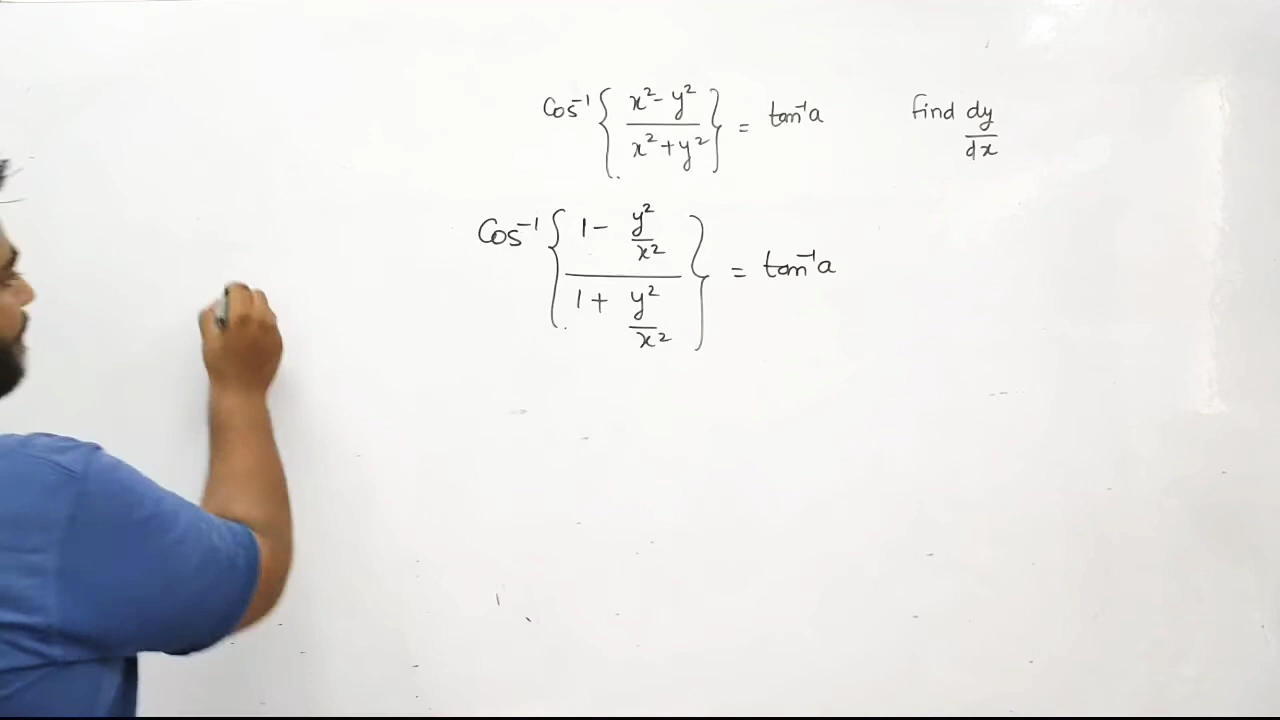 Cos⁻¹ { x² - y² / x² + y² } = tan⁻¹a find dy/dx
Cos⁻¹ { 1 - y²/x² / 1 + y²/x² } = tan⁻¹a